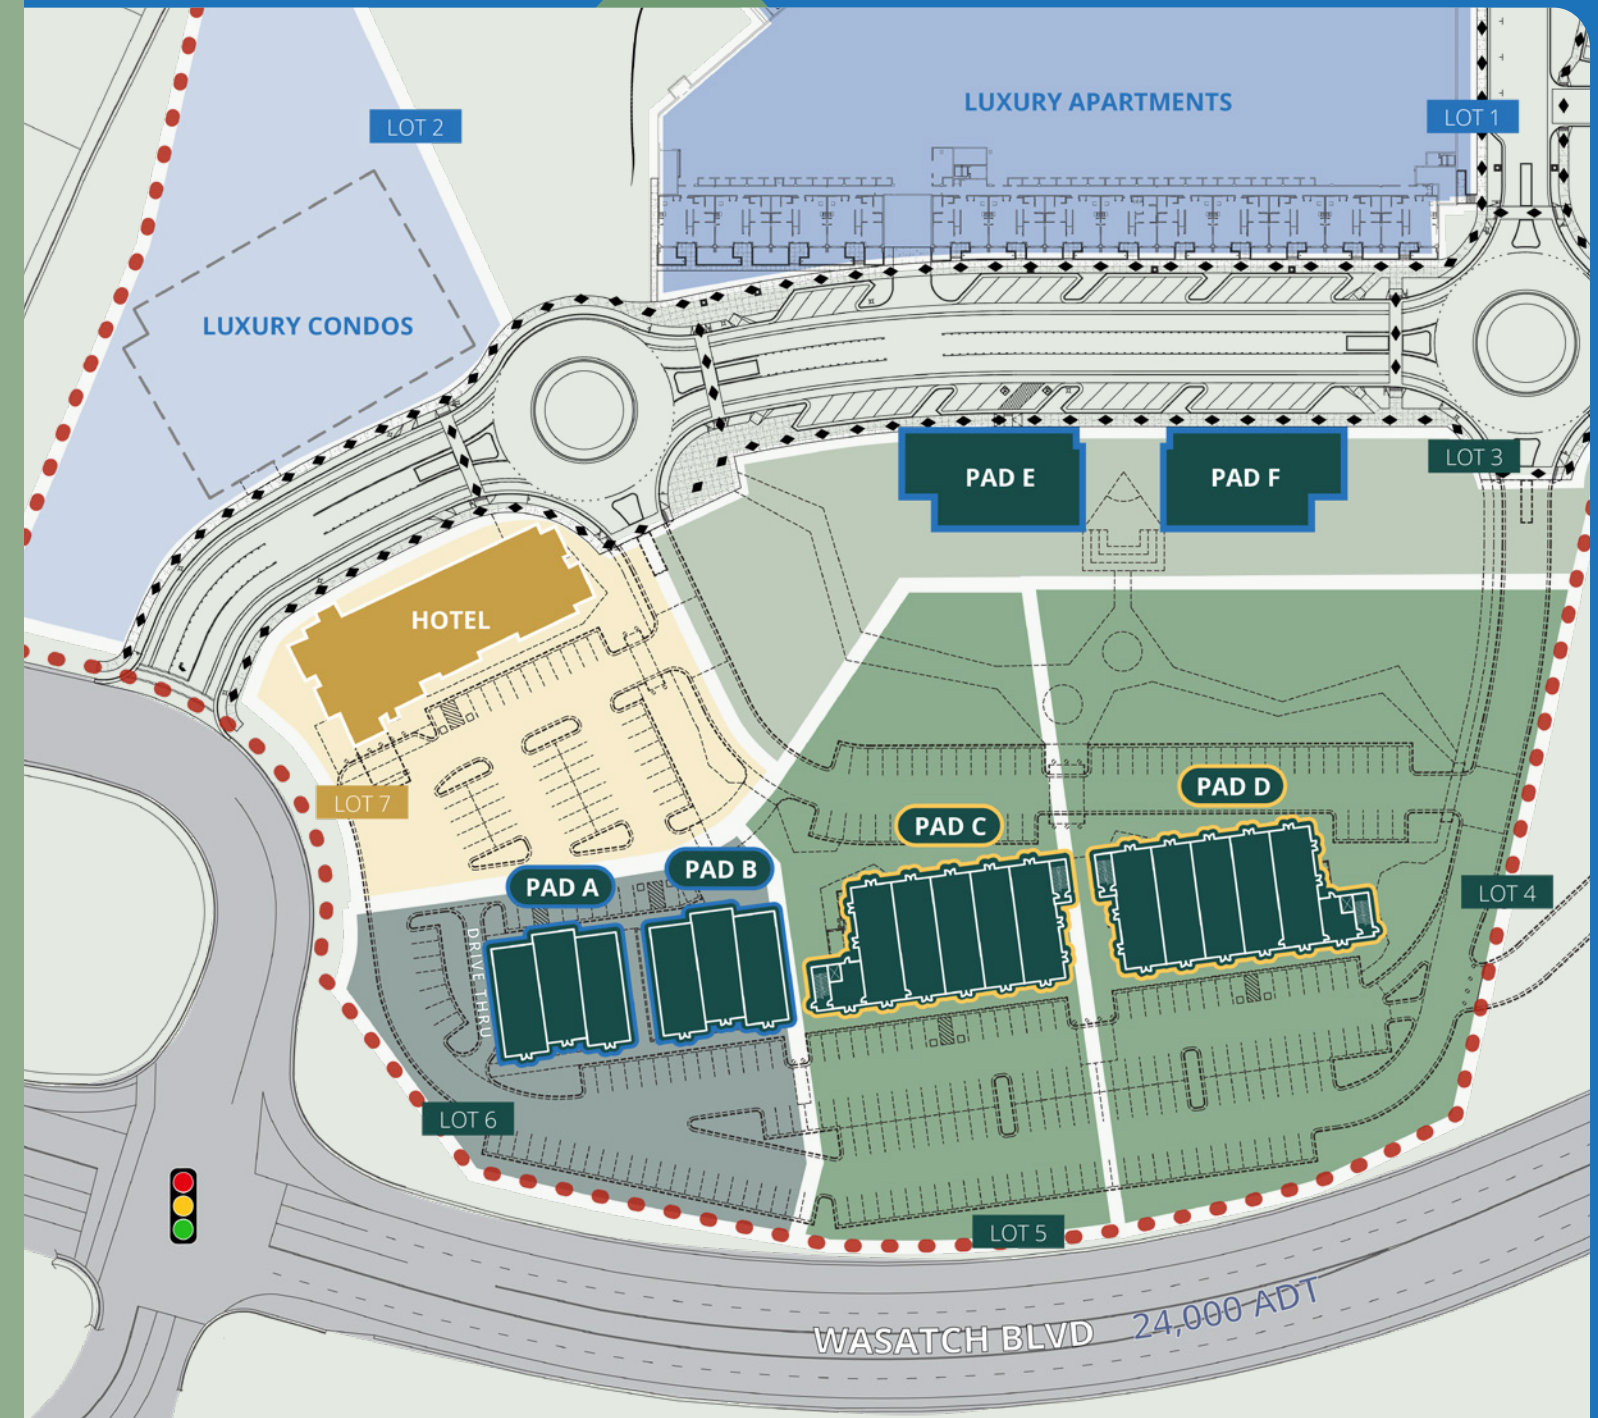 LUXURY APARTMENTS
LOT 1
LOT 2
LUXURY CONDOS
PAD E
PAD F
LOT 3
HOTEL
LOT 7
PAD D
PAD C
PAD B
PAD A
LOT 4
DRIVE THRU
LOT 6
LOT 5
WASATCH BLVD
24,000 ADT